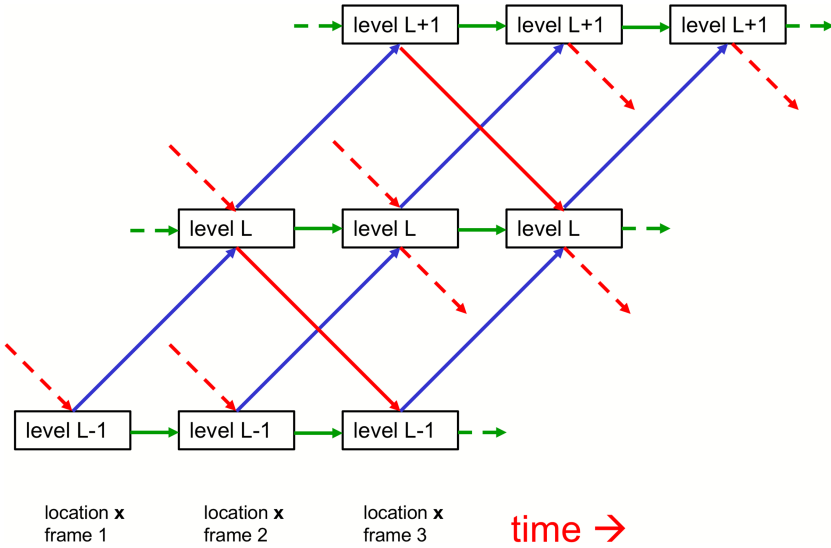 level L+1
level L+1
level L+1
level L
level L
level L
level L-1
level L-1
level L-1
location x
frame 1
location x
frame 2
location x
frame 3
time →